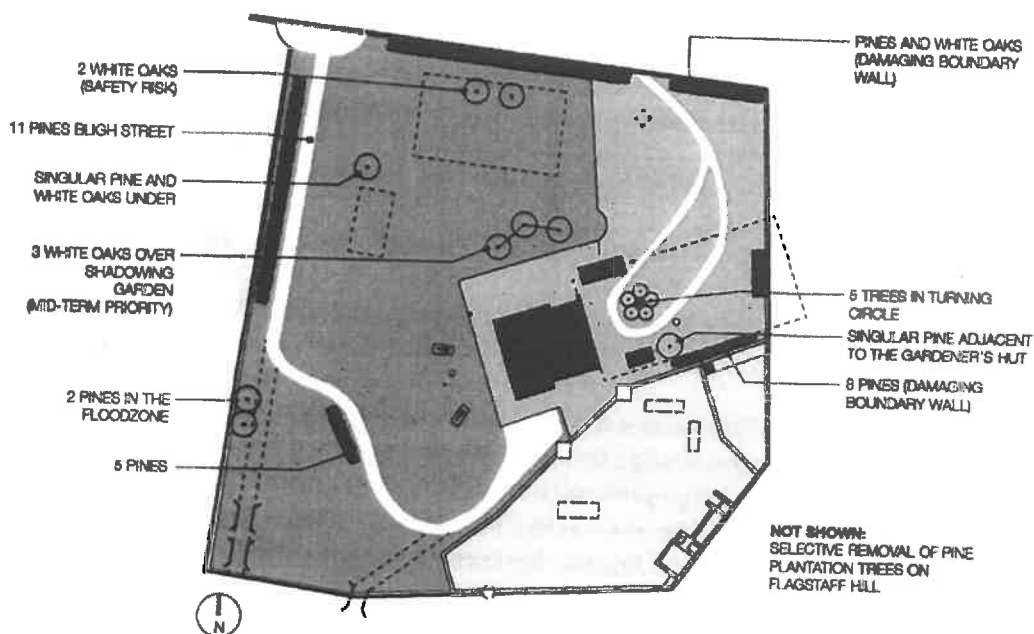 2 WHITE OAKS
(SAFETY RISK)
11 PINES BLIGH STREET
SINGULAR PINE AND
WHITE OAKS UNDER
3 WHITE OAKS OVER
SHADOWING
GARDEN
(MID-TERM PRIORITY)
2 PINES IN THE
FLOODZONE
5 PINES
PINES AND WHITE OAKS
(DAMAGING BOUNDARY
WALL)
5 TREES IN TURNING
CIRCLE
SINGULAR PINE ADJACENT
TO THE GARDENER'S HUT
8 PINES (DAMAGING
BOUNDARY WALL)
NOT SHOWN:
SELECTIVE REMOVAL OF PINE
PLANTATION TREES ON
FLAGSTAFF HILL
N